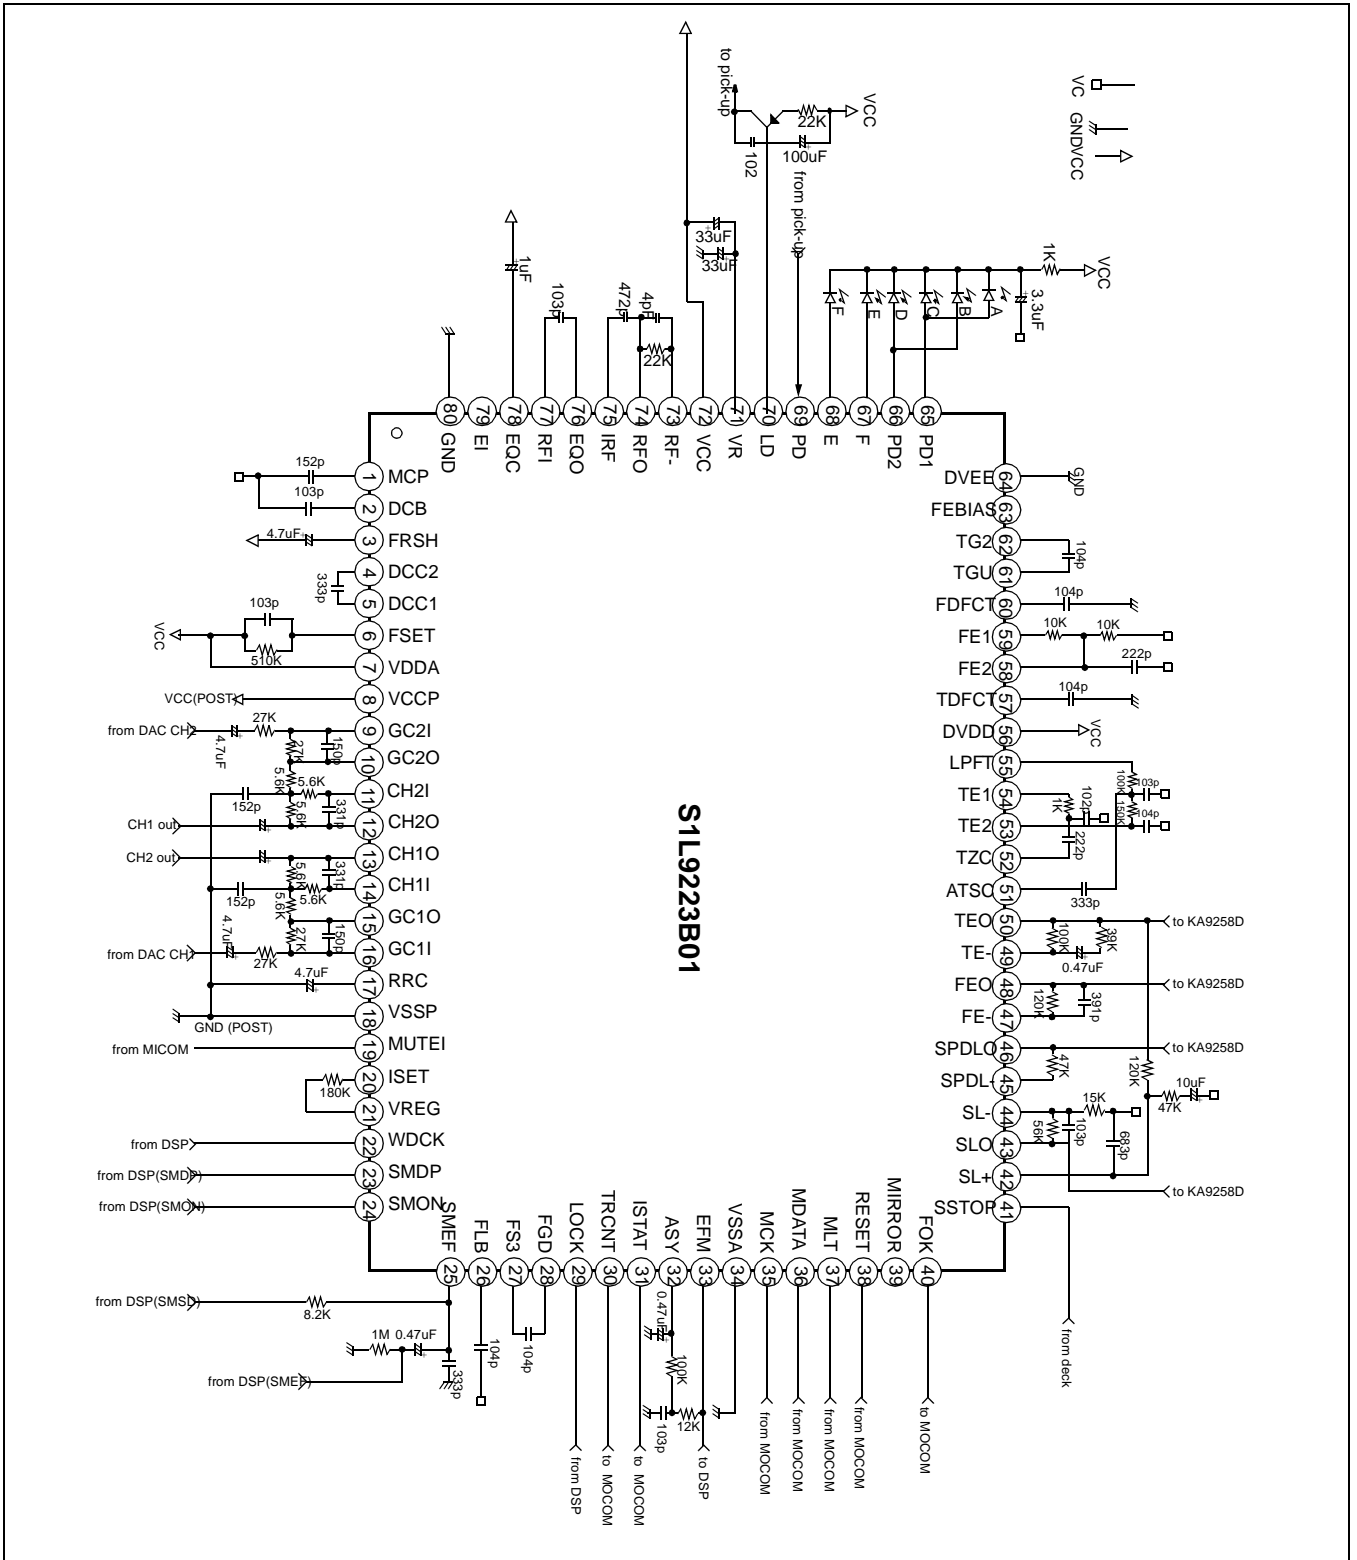 to pick-up
VCC
22K
102
100uF
from pick-up
VC
GND
VCC
33uF
33uF
1uF
103p
472p
4pF
22K
1K
VCC
3.3uF
F
E
D
C
B
A
80
79
78
77
76
75
74
73
72
71
70
69
68
67
66
65
GND
EI
EQC
RFI
EQO
IRF
RFO
RF-
VCC
VR
LD
PD
E
F
PD2
PD1
152p
1 MCP
103p
2 DCB
4.7uF
3 FRSH
4 DCC2
333p
5 DCC1
103p
VCC
6 FSET
510K
7 VDDA
VCC(POST)
8 VCCP
from DAC CH2
4.7uF
27K
9 GC2I
27K
150p
10 GC2O
5.6K
5.6K
11 CH2I
152p
5.6K
331p
CH1 out
12 CH2O
CH2 out
13 CH1O
5.6K
331p
14 CH1I
152p
5.6K
5.6K
15 GC1O
4.7uF
27K
150p
from DAC CH1
27K
16 GC1I
4.7uF
17 RRC
GND (POST)
18 VSSP
from MICOM
19 MUTEI
20 ISET
180K
21 VREG
from DSP
22 WDCK
from DSP(SMDP)
23 SMDP
from DSP(SMON)
24 SMON
S1L9223B01
DVEE 64
GND
FEBIAS 63
TG2 62
104p
TGU 61
FDFCT 60
104p
FE1 59
10K
10K
FE2 58
222p
TDFCT 57
104p
DVDD 56
VCC
LPFT 55
100K
103p
TE1 54
1K
102p
150K
104p
TE2 53
222p
TZC 52
ATSC 51
333p
TEO 50
to KA9258D
100K
39K
TE- 49
0.47uF
FEO 48
to KA9258D
120K
391p
FE- 47
SPDLO 46
to KA9258D
47K
120K
SPDL- 45
10uF
47K
SL- 44
15K
56K
103p
683p
SLO 43
SL+ 42
to KA9258D
SSTOP 41
from deck
SMEF
FLB
FS3
FGD
LOCK
TRCNT
ISTAT
ASY
EFM
VSSA
MCK
MDATA
MLT
RESET
MIRROR
FOK
25
26
27
28
29
30
31
32
33
34
35
36
37
38
39
40
from DSP(SMSD)
8.2K
1M
0.47uF
from DSP(SMEF)
333p
104p
104p
0.47uF
100K
103p
12K
from DSP
to MOCOM
to MOCOM
to DSP
from MOCOM
from MOCOM
from MOCOM
from MOCOM
to MOCOM